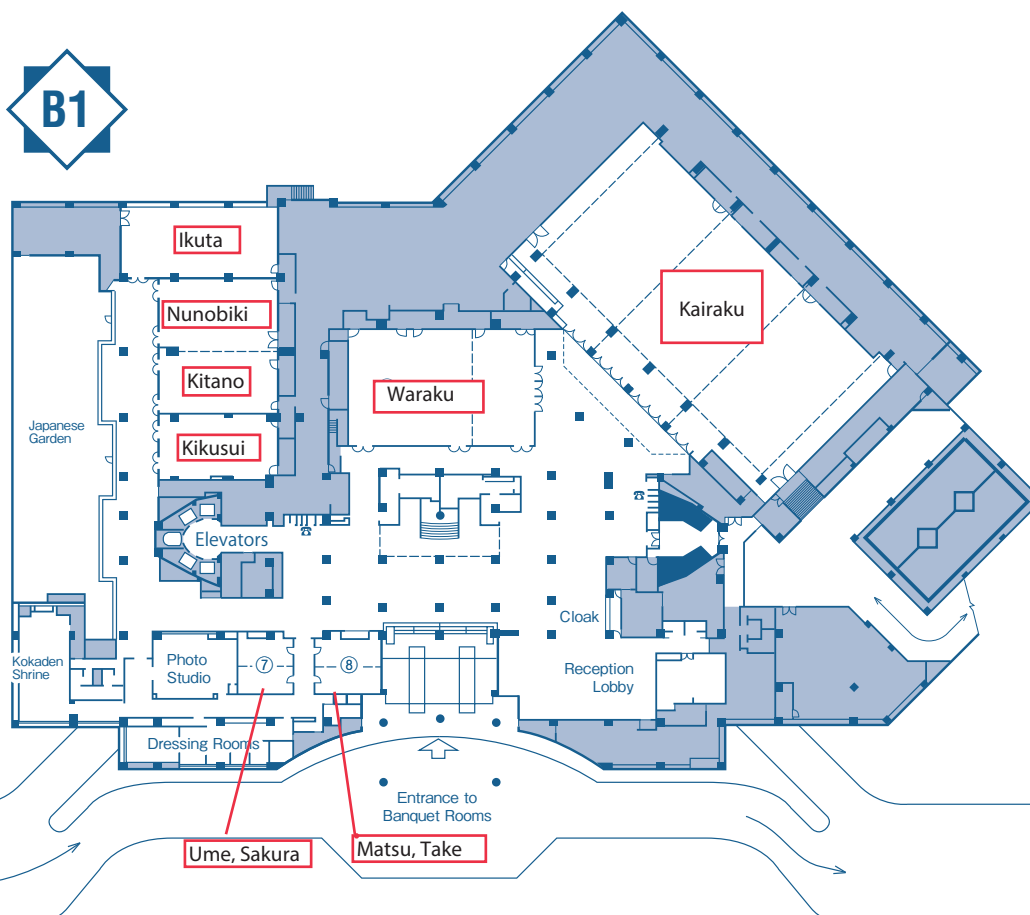 B1
Ikuta
Nunobiki
Kairaku
Kitano
Waraku
Japanese
Garden
Kikusui
Elevators
Cloak
Kokaden
Shrine
Photo
Studio
⑦
⑧
Reception
Lobby
Dressing Rooms
Entrance to
Banquet Rooms
Ume, Sakura
Matsu, Take